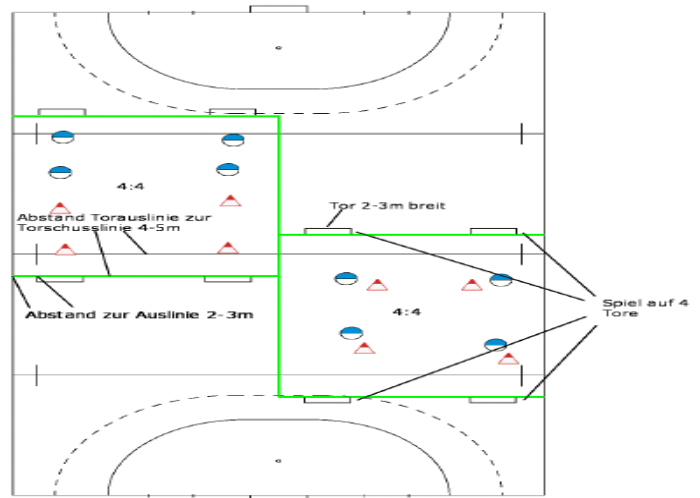 4:4
Abstand Torauslinie zur
Torschusslinie 4-5m
Tor 2-3m breit
Abstand zur Auslinie 2-3m
4:4
Spiel auf 4
Tore